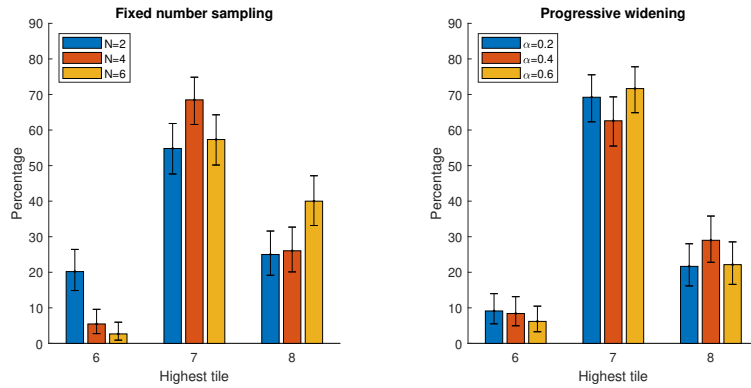 Fixed number sampling
90
80
70
60
50
40
30
20
10
0
Percentage
N=2
N=4
N=6
6 7 8
Highest tile
Progressive widening
90
80
70
60
50
40
30
20
10
0
Percentage
α=0.2
α=0.4
α=0.6
6 7 8
Highest tile